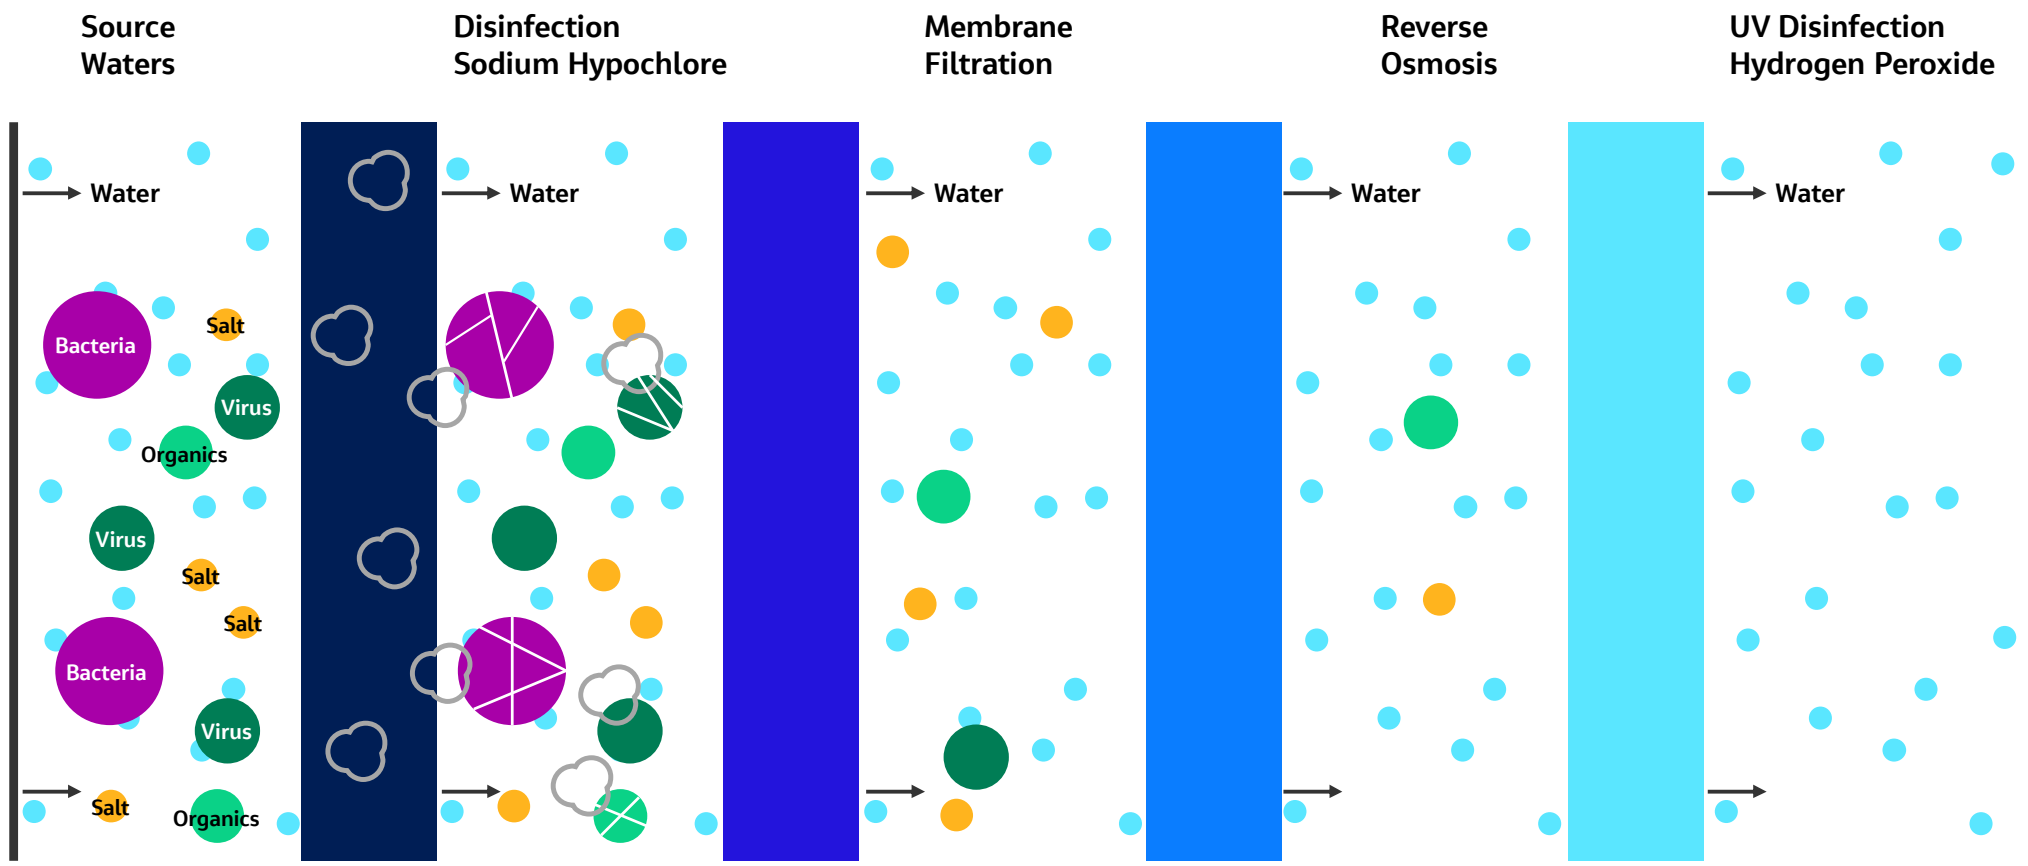 Source
Waters
Disinfection
Sodium Hypochlore
Membrane
Filtration
Reverse
Osmosis
UV Disinfection
Hydrogen Peroxide
Water
Water
Water
Water
Water
Salt
Bacteria
Virus
Organics
Virus
Salt
Salt
Bacteria
Virus
Salt
Organics